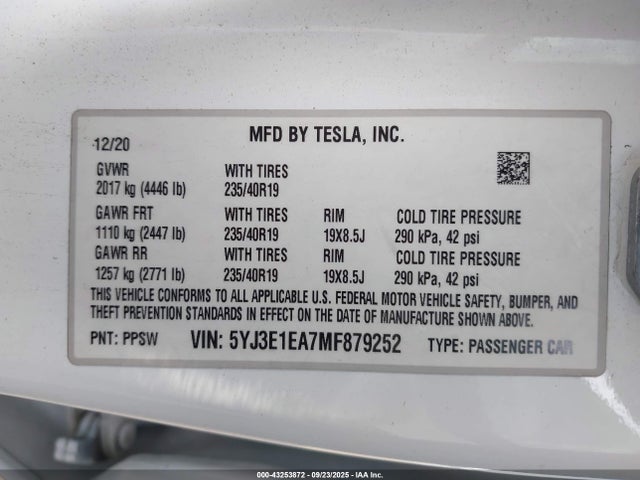 12/20 MFD BY TESLA, INC.
GVWR WITH TIRES
2017 kg (4446 lb) 235/40R19
GAWR FRT WITH TIRES RIM COLD TIRE PRESSURE
1110 kg (2447 lb) 235/40R19 19X8.5J 290 kPa, 42 psi
GAWR RR WITH TIRES RIM COLD TIRE PRESSURE
1257 kg (2771 lb) 235/40R19 19X8.5J 290 kPa, 42 psi
THIS VEHICLE CONFORMS TO ALL APPLICABLE U.S. FEDERAL MOTOR VEHICLE SAFETY, BUMPER, AND
THEFT PREVENTION STANDARDS IN EFFECT ON THE DATE OF MANUFACTURE SHOWN ABOVE.
PNT: PPSW VIN: 5YJ3E1EA7MF879252 TYPE: PASSENGER CAR
000-43253872 - 09/23/2025 - IAA Inc.